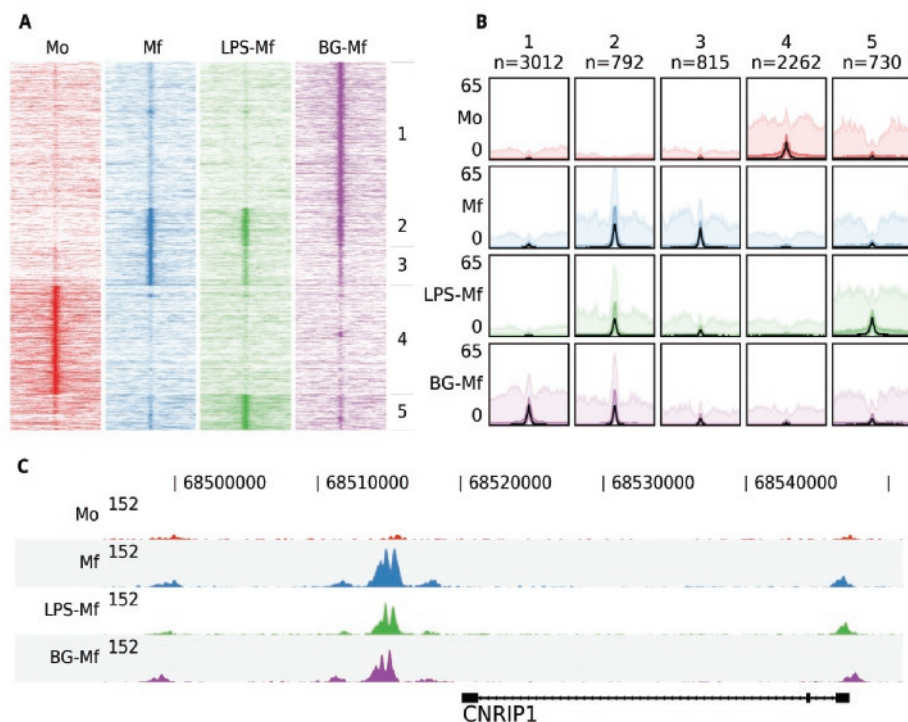 A
Mo Mf LPS-Mf BG-Mf
1
2
3
4
5
B
1 2 3 4 5
n=3012 n=792 n=815 n=2262 n=730
65
Mo
0
65
Mf
0
65
LPS-Mf
0
65
BG-Mf
0
C
| 68500000 | 68510000 | 68520000 | 68530000 | 68540000 |
Mo 152
Mf 152
LPS-Mf 152
BG-Mf 152
CNRIP1